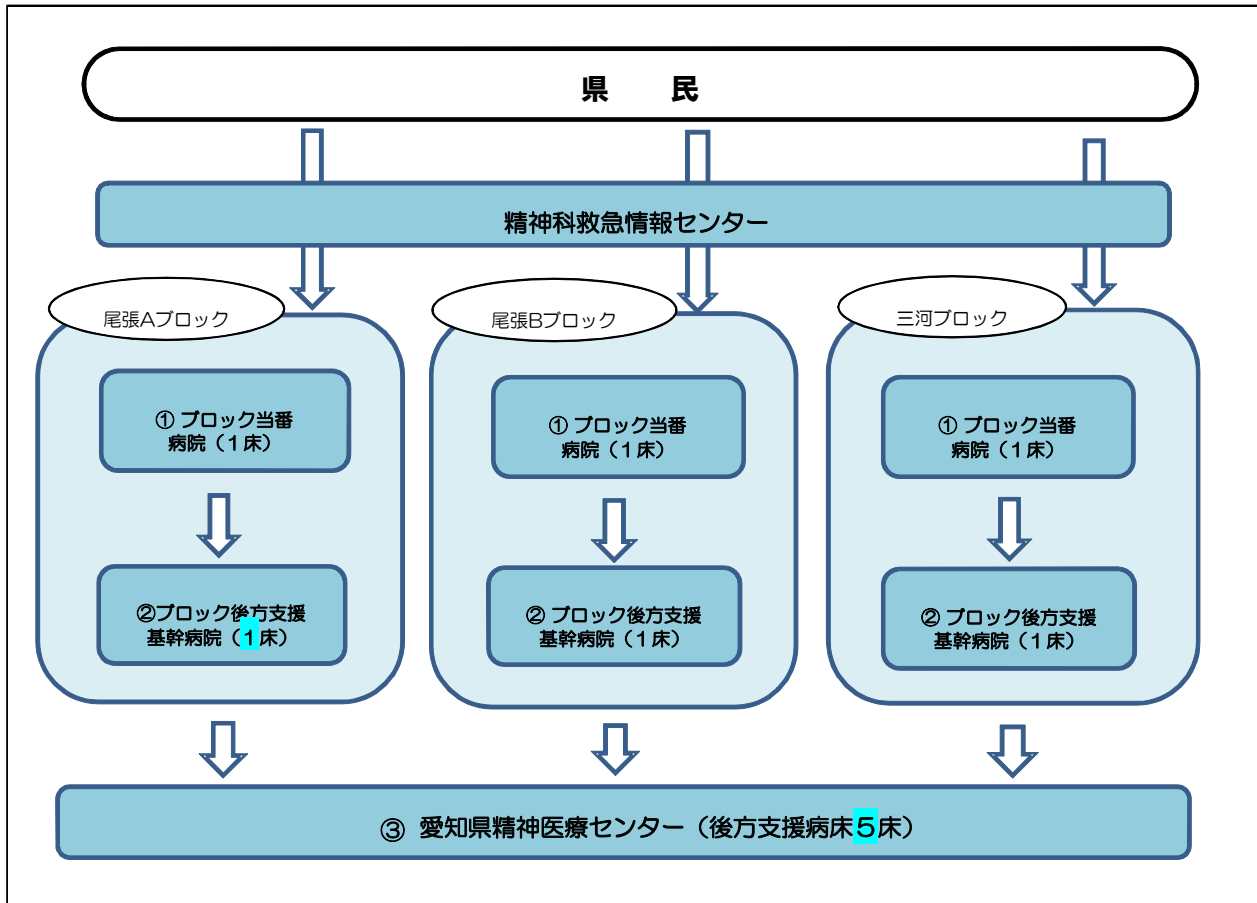 県　　民
精神科救急情報センター
尾張Aブロック
① ブロック当番
病院（１床）
②ブロック後方支援
基幹病院（１床）
尾張Bブロック
① ブロック当番
病院（１床）
② ブロック後方支援
基幹病院（１床）
三河ブロック
① ブロック当番
病院（１床）
② ブロック後方支援
基幹病院（１床）
③ 愛知県精神医療センター（後方支援病床５床）